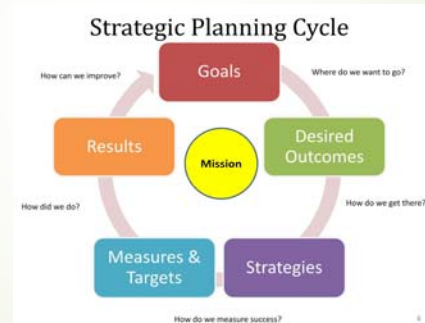 Strategic Planning Cycle
Goals
How can we improve?
Where do we want to go?
Results
Mission
Desired
Outcomes
How did we do?
How do we get there?
Measures &
Targets
Strategies
How do we measure success?
6